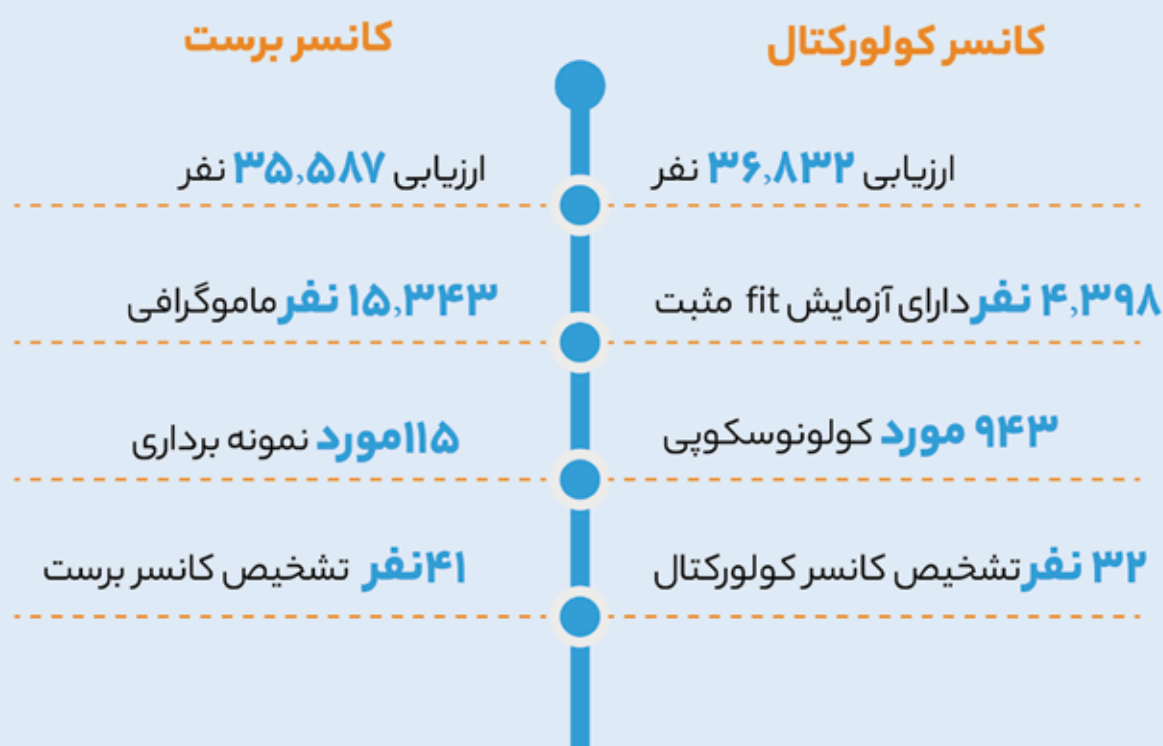 کانسر کولورکتال
ارزیابی ۳۶,۸۳۲ نفر
۴,۳۹۸ نفر دارای آزمایش fit مثبت
۹۴۳ مورد کولونوسکوپی
۳۲ نفر تشخیص کانسر کولورکتال
کانسر برست
ارزیابی ۳۵,۵۸۷ نفر
۱۵,۳۴۳ نفر ماموگرافی
۱۱۵مورد نمونه برداری
۴۱نفر تشخیص کانسر برست